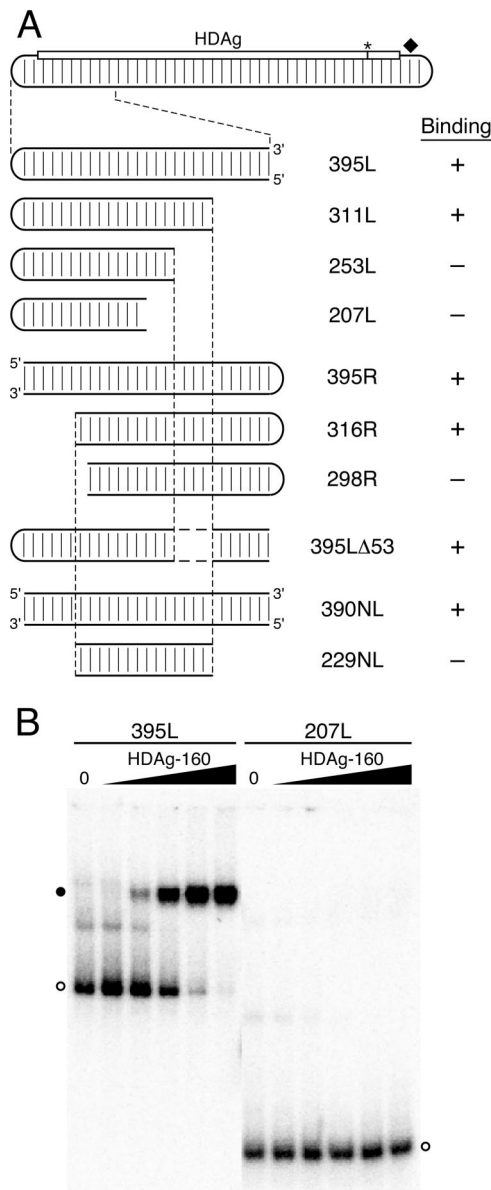 A
HDAg
*
Binding
3'
5'
395L +
311L +
253L –
207L –
5'
3'
395R +
316R +
298R –
395LΔ53 +
5' 3'
3' 5'
390NL +
229NL –
B
395L 207L
HDAg-160 HDAg-160
0 0